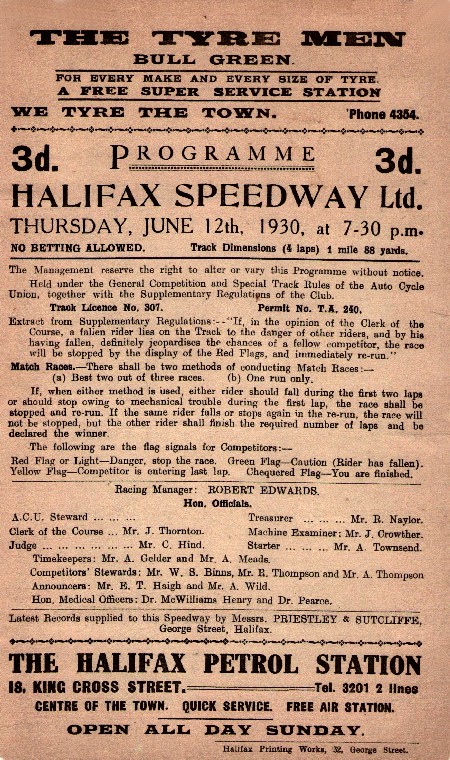 THE TYRE MEN
BULL GREEN.
FOR EVERY MAKE AND EVERY SIZE OF TYRE.
A FREE SUPER SERVICE STATION
WE TYRE THE TOWN. 'Phone 4354.
3d. PROGRAMME 3d.
HALIFAX SPEEDWAY Ltd.
THURSDAY, JUNE 12th, 1930, at 7-30 p.m.
NO BETTING ALLOWED. Track Dimensions (4 laps) 1 mile 88 yards.
The Management reserve the right to alter or vary this Programme without notice.
Held under the General Competition and Special Track Rules of the Auto Cycle
Union, together with the Supplementary Regulations of the Club.
Track Licence No. 307. Permit No. T.A. 240.
Extract from Supplementary Regulations:--"If, in the opinion of the Clerk of the
Course, a fallen rider lies on the Track to the danger of other riders, and by his
having fallen, definitely jeopardises the chances of a fellow competitor, the race
will be stopped by the display of the Red Flags, and immediately re-run."
Match Races.—There shall be two methods of conducting Match Races:—
(a) Best two out of three races. (b) One run only.
If, when either method is used, either rider should fall during the first two laps
or should stop owing to mechanical trouble during the first lap, the race shall be
stopped and re-run. If the same rider falls or stops again in the re-run, the race will
not be stopped, but the other rider shall finish the required number of laps and be
declared the winner.
The following are the flag signals for Competitors:—
Red Flag or Light—Danger, stop the race. Green Flag—Caution (Rider has fallen).
Yellow Flag—Competitor is entering last lap. Chequered Flag—You are finished.
Racing Manager: ROBERT EDWARDS.
Hon. Officials.
A.C.U. Steward ... ... ... Treasurer ... ... ... Mr. R. Naylor.
Clerk of the Course ... Mr. J. Thornton. Machine Examiner: Mr. J. Crowther.
Judge ... ... ... ... ... ... Mr. C. Hind. Starter ... ... ... Mr. A. Townsend.
Timekeepers: Mr. A. Gelder and Mr. A. Meads.
Competitors' Stewards: Mr. W. S. Binns, Mr. R. Thompson and Mr. A. Thompson
Announcers: Mr. E. T. Haigh and Mr. A. Wild.
Hon. Medical Officers: Dr. McWilliams Henry and Dr. Pearce.
Latest Records supplied to this Speedway by Messrs. PRIESTLEY & SUTCLIFFE,
George Street, Halifax.
THE HALIFAX PETROL STATION
18, KING CROSS STREET. Tel. 3201 2 lines
CENTRE OF THE TOWN. QUICK SERVICE. FREE AIR STATION.
OPEN ALL DAY SUNDAY.
Halifax Printing Works, 32, George Street.